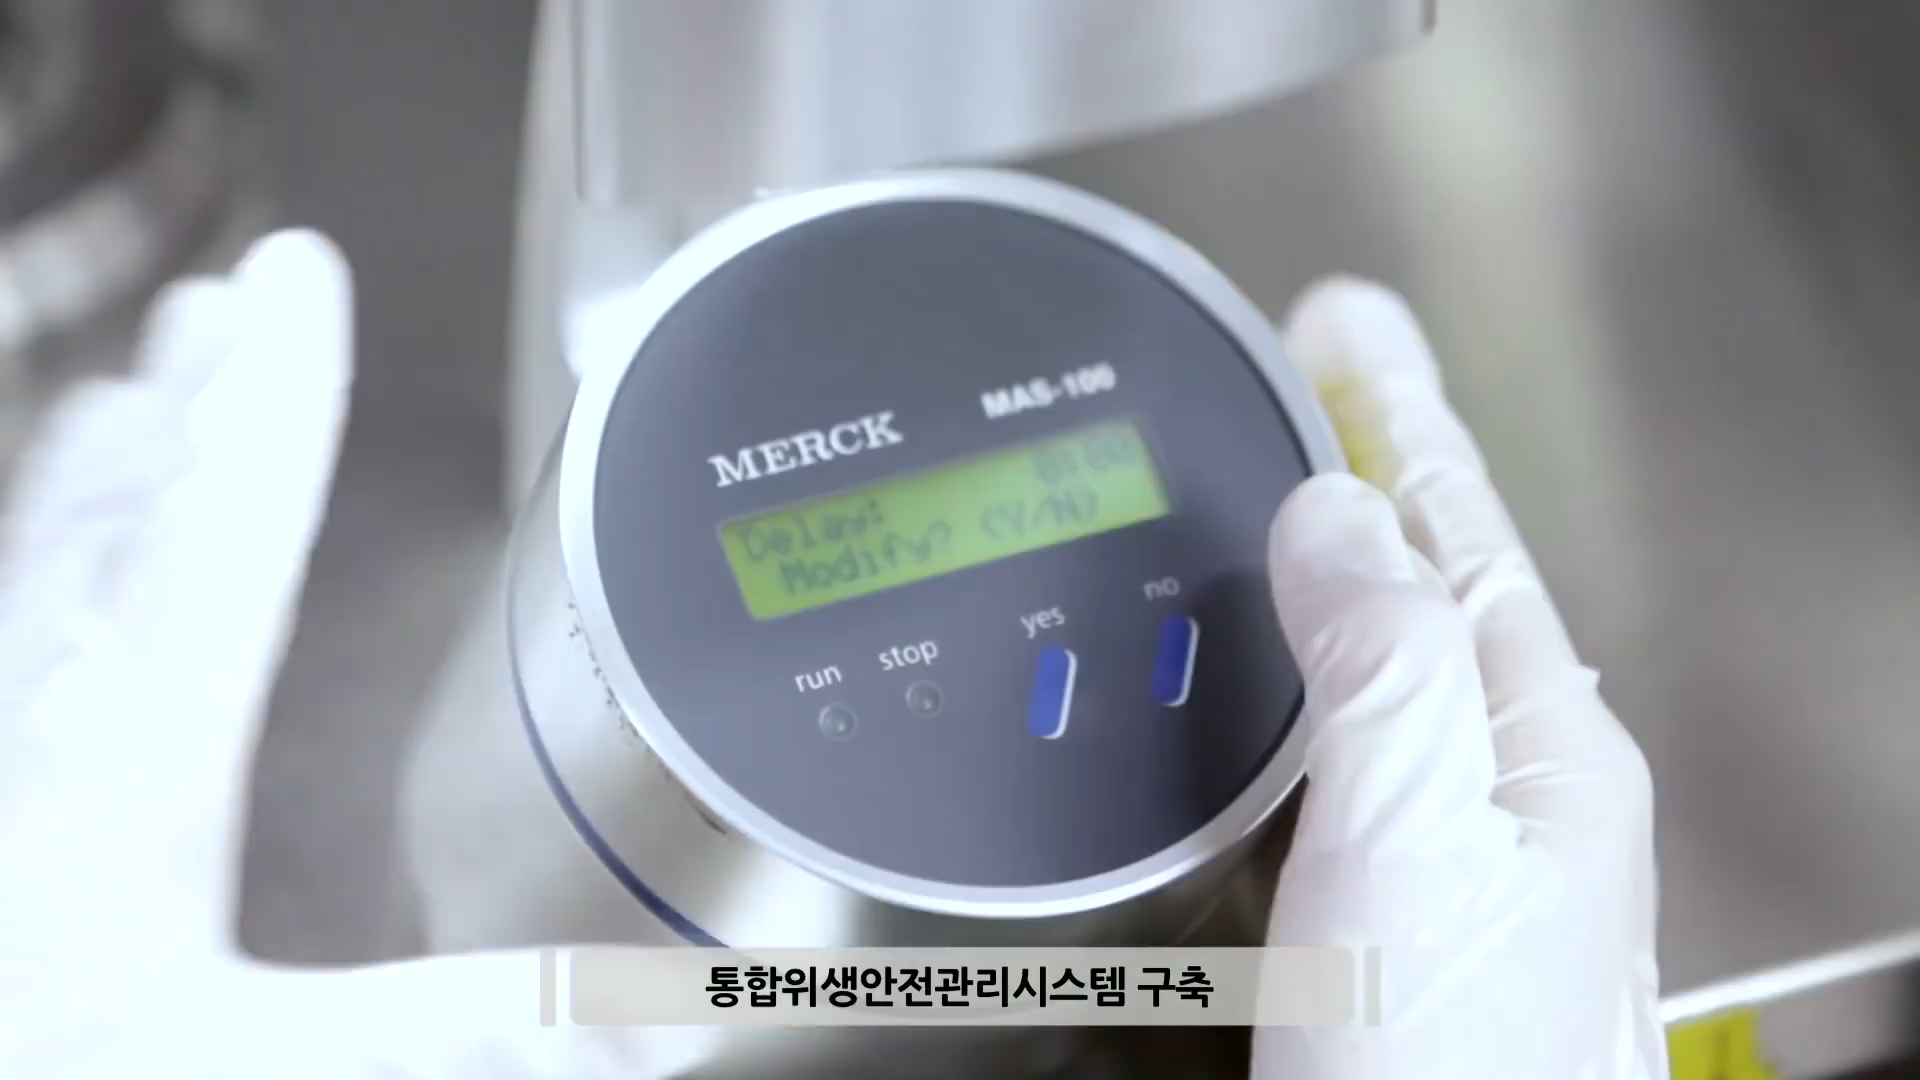 MERCK
MAS-100
Delay:
Modify? (Y/N)
run
stop
yes
no
통합위생안전관리시스템 구축